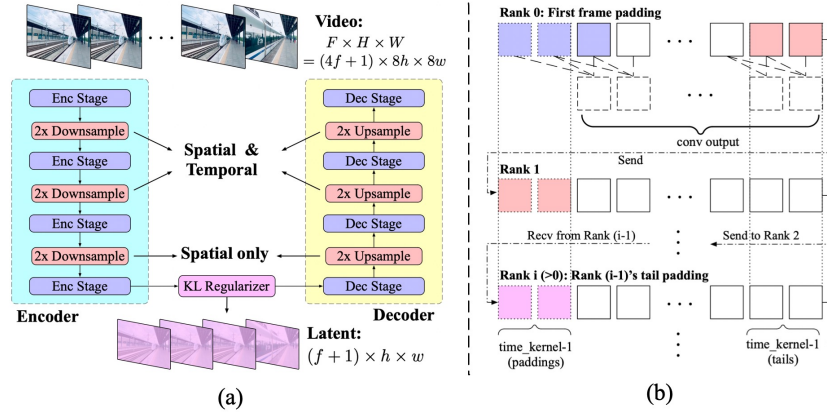 Video:
F × H × W
= (4f + 1) × 8h × 8w
Enc Stage
2x Downsample
Enc Stage
2x Downsample
Enc Stage
2x Downsample
Enc Stage
Encoder
Spatial &
Temporal
Spatial only
KL Regularizer
Dec Stage
2x Upsample
Dec Stage
2x Upsample
Dec Stage
2x Upsample
Dec Stage
Decoder
Latent:
(f + 1) × h × w
(a)
Rank 0: First frame padding
conv output
Send
Rank 1
Recv from Rank (i-1)
Send to Rank 2
Rank i (>0): Rank (i-1)'s tail padding
time_kernel-1
(paddings)
time_kernel-1
(tails)
(b)